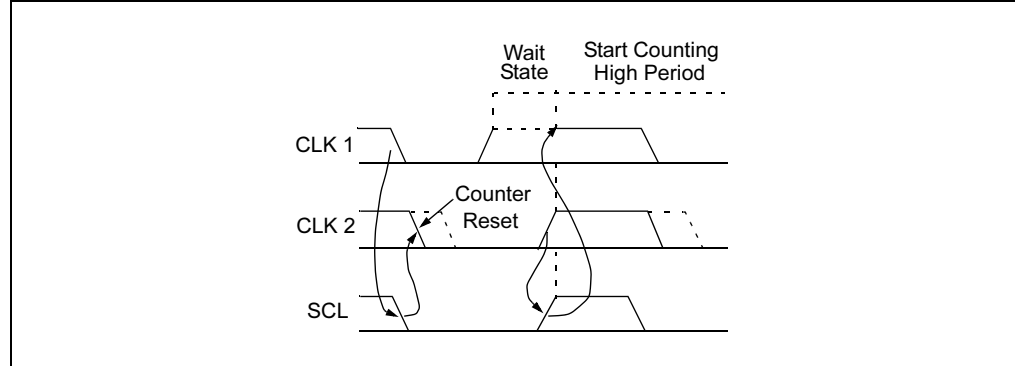 Wait
State
Start Counting
High Period
CLK 1
Counter
Reset
CLK 2
SCL